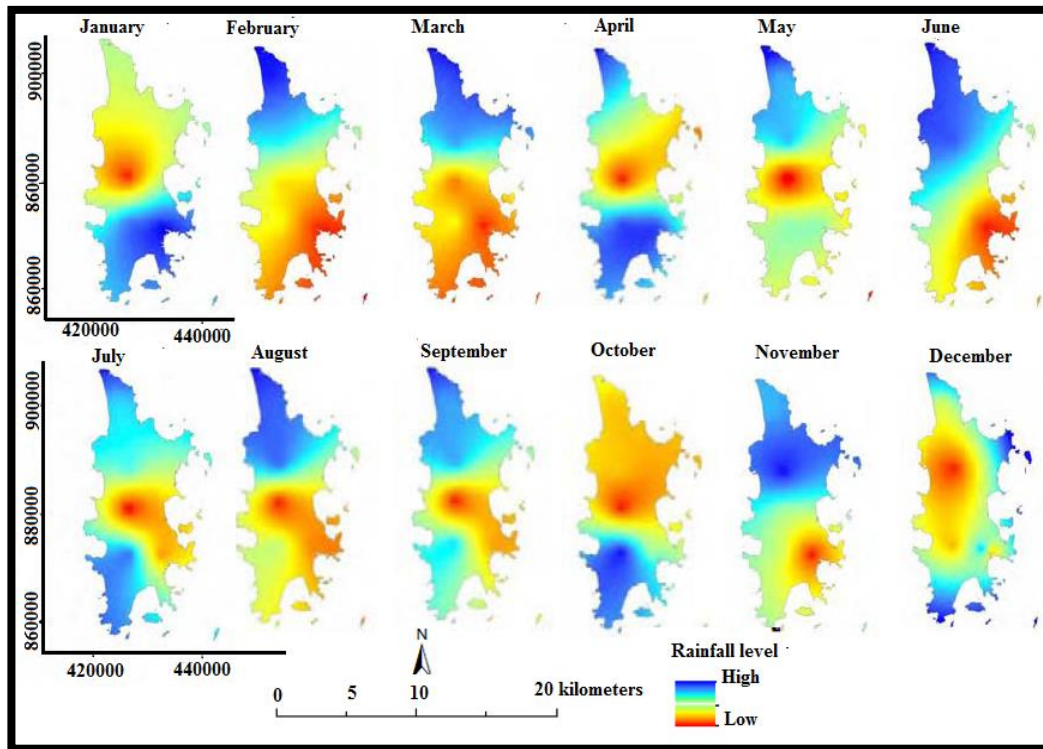 January February March April May June
900000
860000
860000
420000 440000
July August September October November December
900000
880000
860000
420000 440000
N
0 5 10 20 kilometers
Rainfall level
High
Low